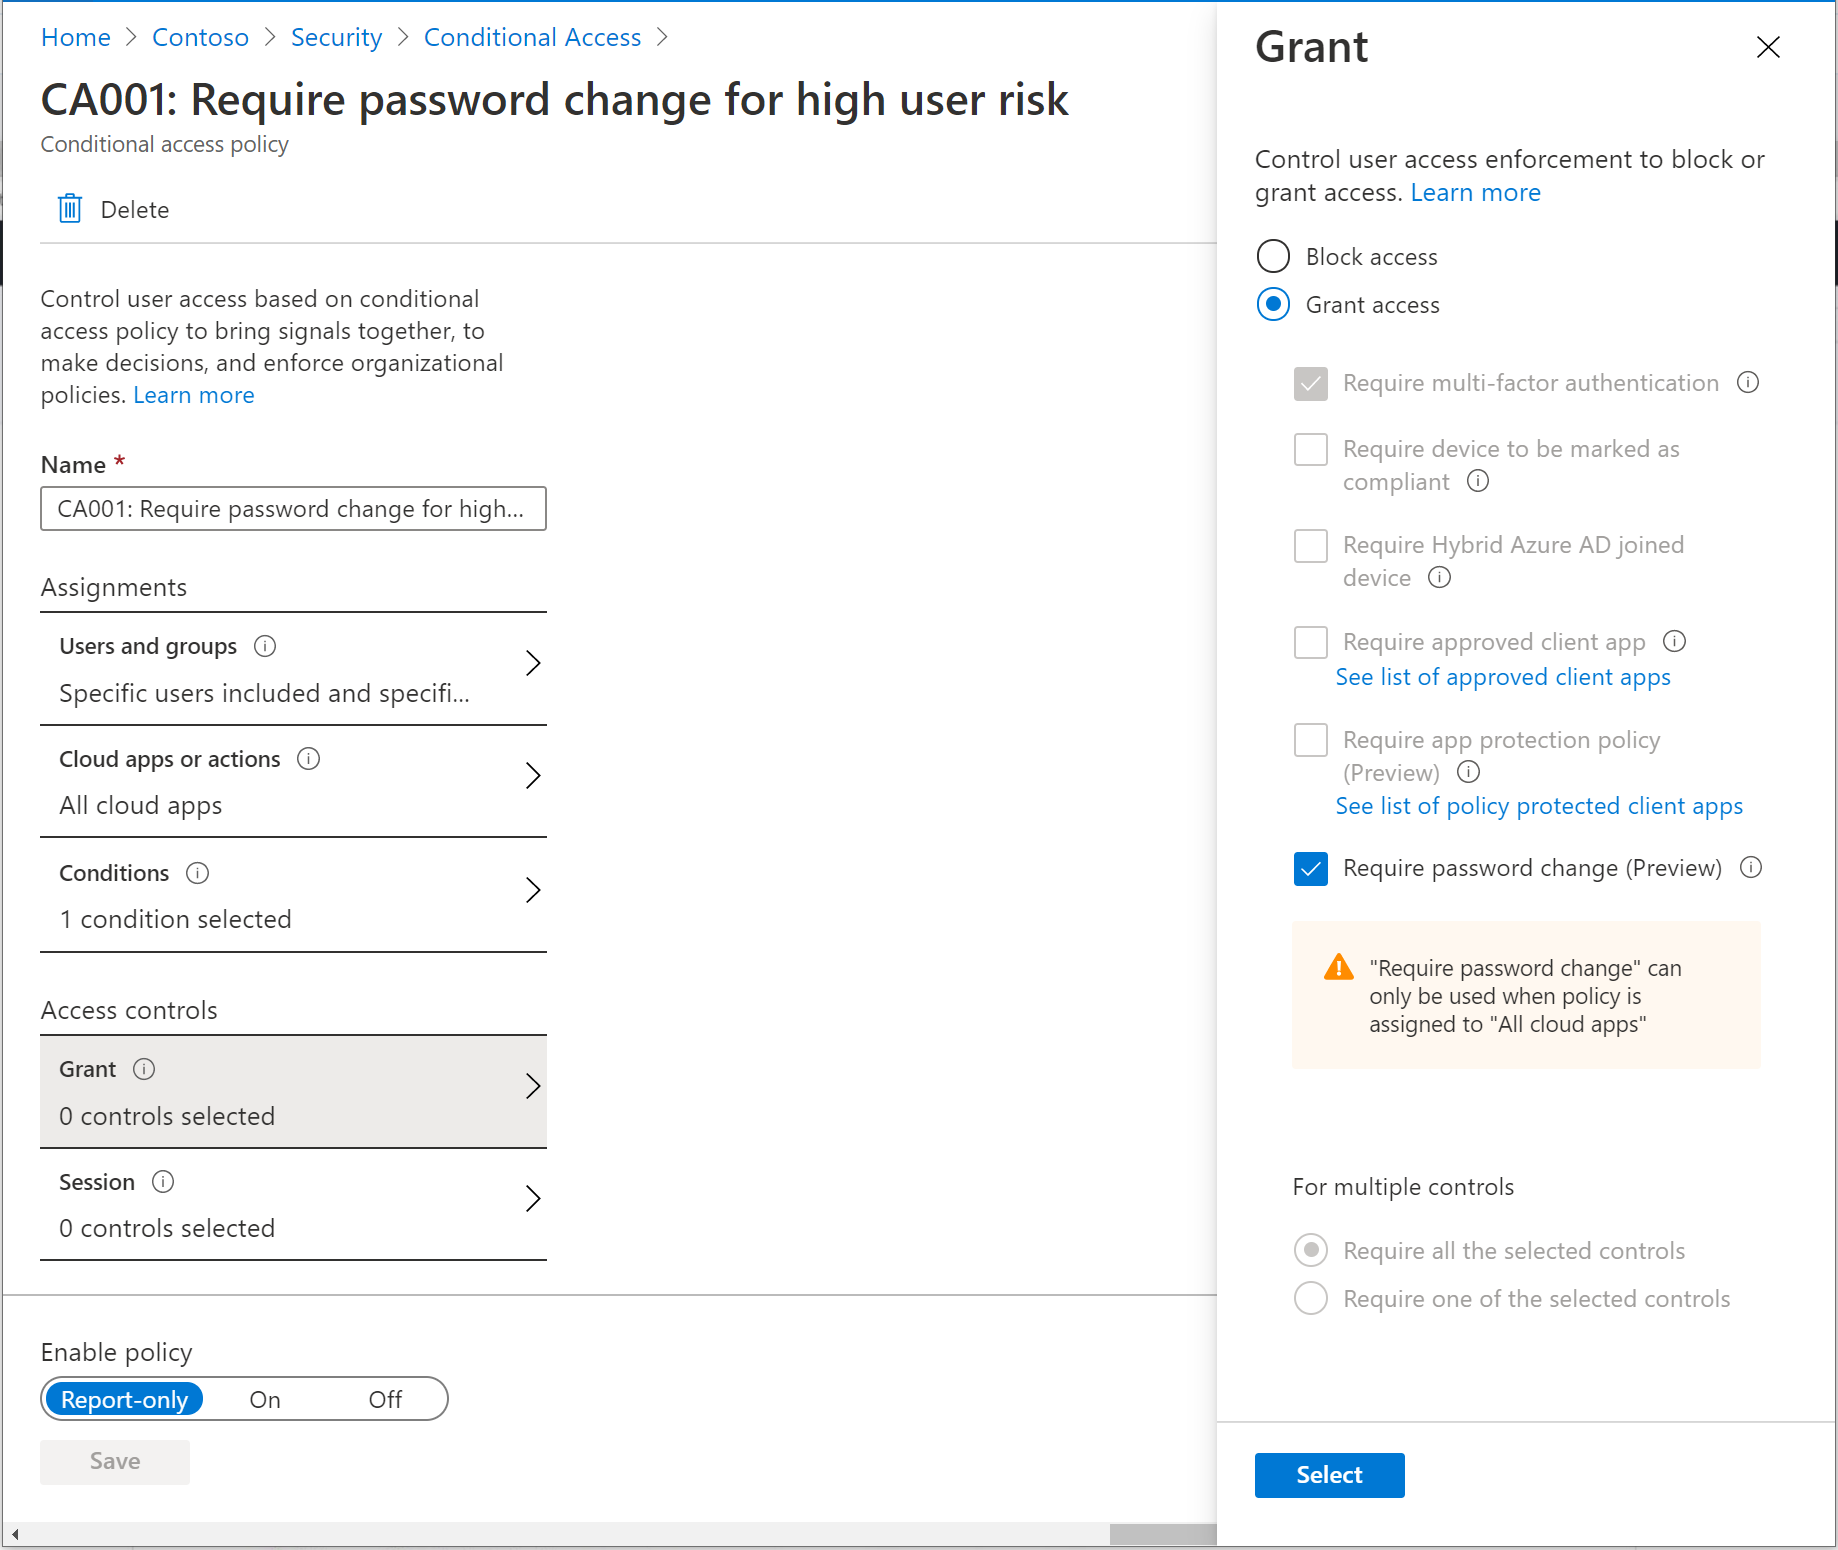 Home > Contoso > Security > Conditional Access >
CA001: Require password change for high user risk
Conditional access policy
Delete
Control user access based on conditional
access policy to bring signals together, to
make decisions, and enforce organizational
policies. Learn more
Name *
CA001: Require password change for high...
Assignments
Users and groups
Specific users included and specifi...
Cloud apps or actions
All cloud apps
Conditions
1 condition selected
Access controls
Grant
0 controls selected
Session
0 controls selected
Enable policy
Report-only On Off
Save
Grant
Control user access enforcement to block or
grant access. Learn more
Block access
Grant access
Require multi-factor authentication
Require device to be marked as
compliant
Require Hybrid Azure AD joined
device
Require approved client app
See list of approved client apps
Require app protection policy
(Preview)
See list of policy protected client apps
Require password change (Preview)
"Require password change" can
only be used when policy is
assigned to "All cloud apps"
For multiple controls
Require all the selected controls
Require one of the selected controls
Select